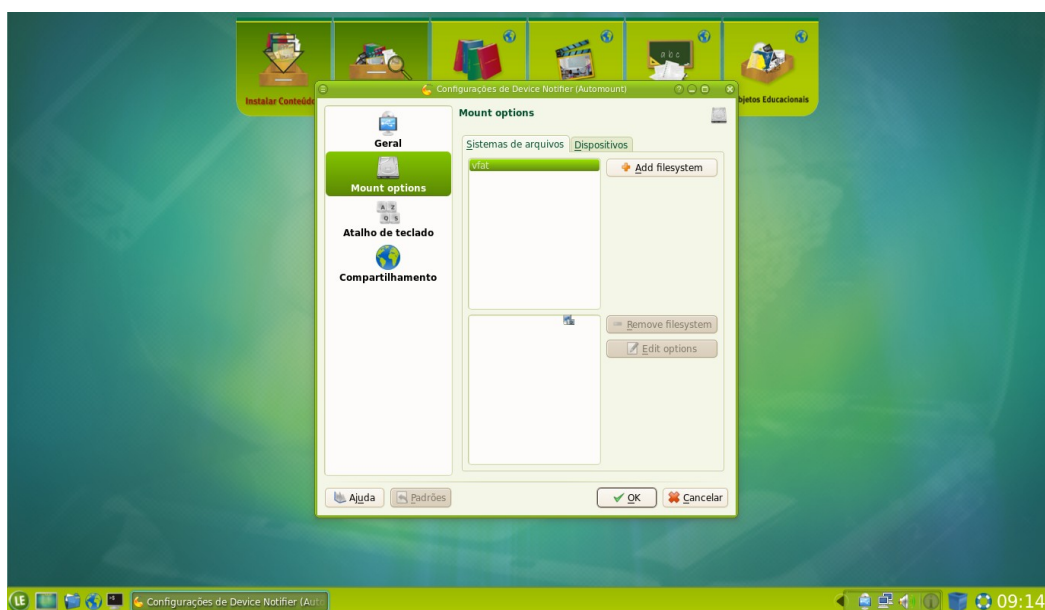 a b c
Instalar Conteúdo
bjetos Educacionais
Configurações de Device Notifier (Automount)
Geral
Mount options
Atalho de teclado
Compartilhamento
Mount options
Sistemas de arquivos Dispositivos
vfat
Add filesystem
Remove filesystem
Edit options
Ajuda
Padrões
OK
Cancelar
LE
Configurações de Device Notifier (Aut
09:14